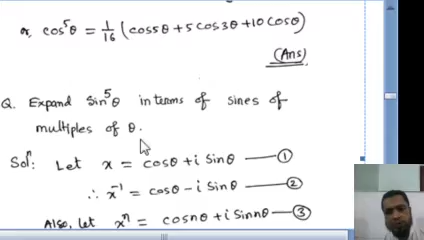 or, cos⁵θ = 1/16 (cos5θ + 5 cos3θ + 10 cosθ)
(Ans)
Q. Expand sin⁵θ in terms of sines of
multiples of θ.
Solⁿ: Let x = cosθ + i sinθ —— ①
∴ x⁻¹ = cosθ - i sinθ —— ②
Also, let xⁿ = cosnθ + i sinnθ —— ③